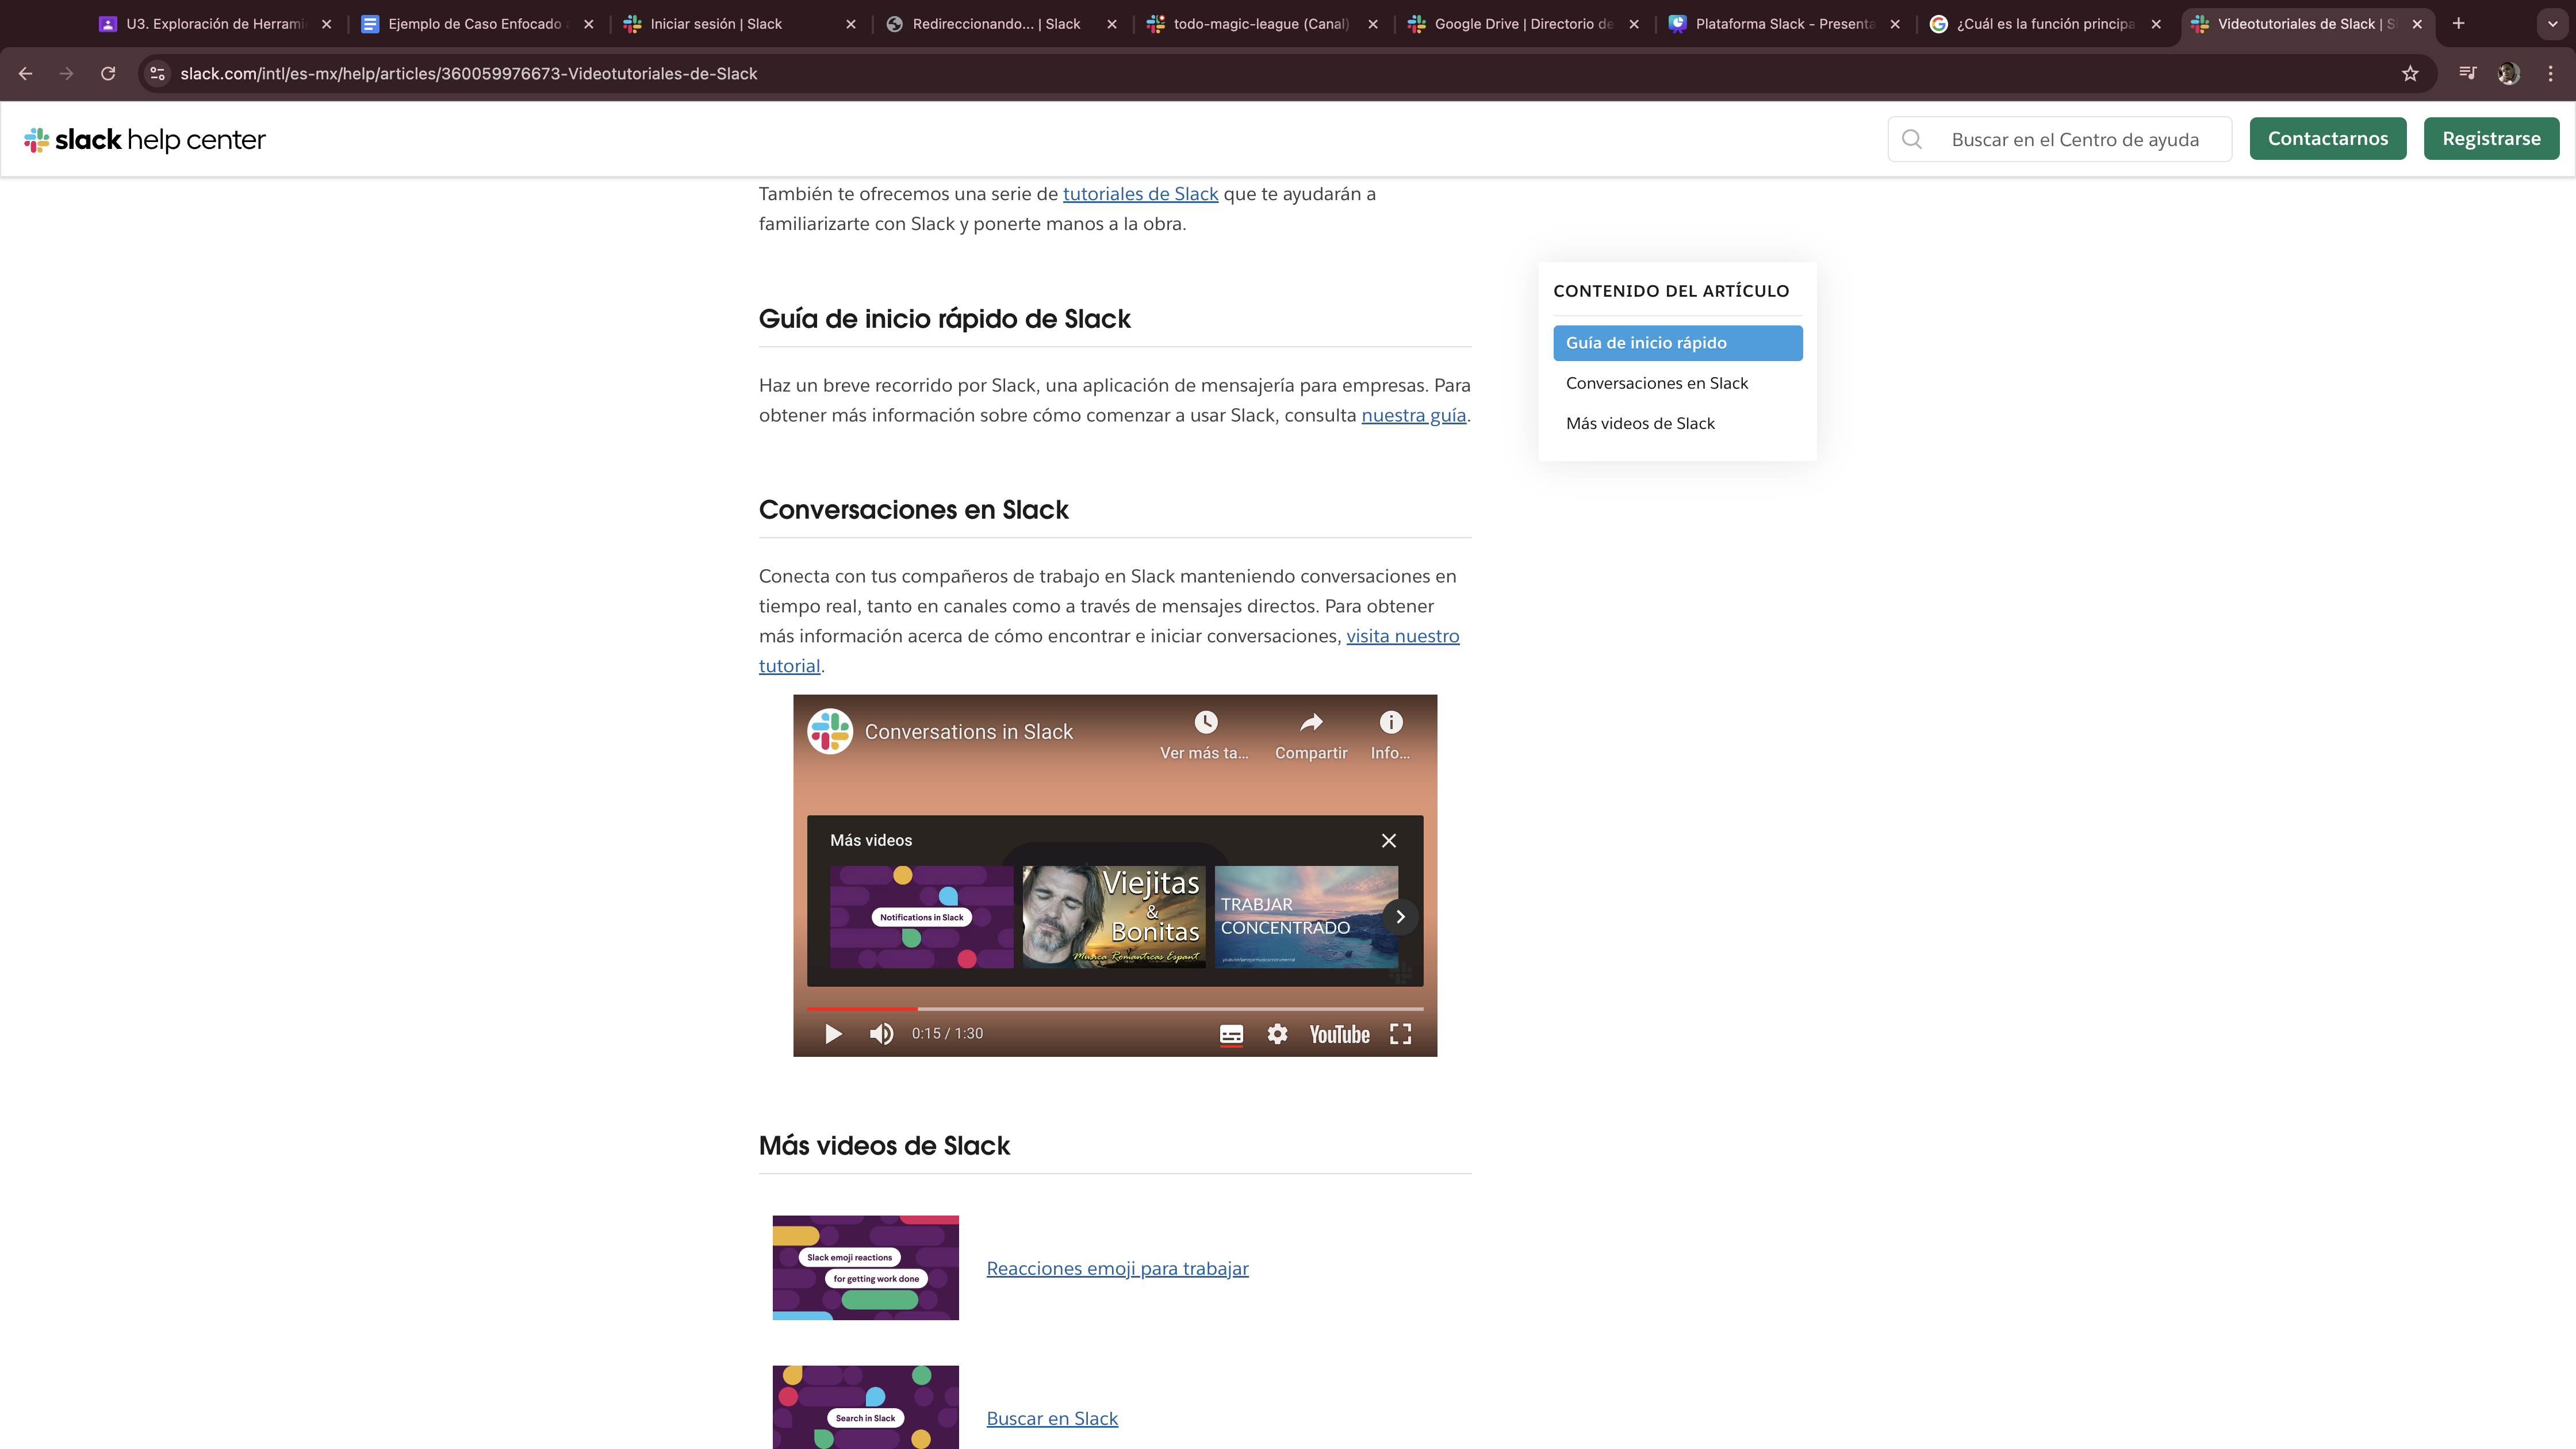 U3. Exploración de Herrami
Ejemplo de Caso Enfocado
Iniciar sesión | Slack
Redireccionando... | Slack
todo-magic-league (Canal)
Google Drive | Directorio de
Plataforma Slack - Presenta
¿Cuál es la función principa
Videotutoriales de Slack | S
slack.com/intl/es-mx/help/articles/360059976673-Videotutoriales-de-Slack
slack help center
Buscar en el Centro de ayuda
Contactarnos
Registrarse
También te ofrecemos una serie de tutoriales de Slack que te ayudarán a
familiarizarte con Slack y ponerte manos a la obra.
Guía de inicio rápido de Slack
Haz un breve recorrido por Slack, una aplicación de mensajería para empresas. Para
obtener más información sobre cómo comenzar a usar Slack, consulta nuestra guía.
CONTENIDO DEL ARTÍCULO
Guía de inicio rápido
Conversaciones en Slack
Más videos de Slack
Conversaciones en Slack
Conecta con tus compañeros de trabajo en Slack manteniendo conversaciones en
tiempo real, tanto en canales como a través de mensajes directos. Para obtener
más información acerca de cómo encontrar e iniciar conversaciones, visita nuestro
tutorial.
Conversations in Slack
Ver más ta...
Compartir
Info...
Más videos
Notifications in Slack
Viejitas
&
Bonitas
Musica Romanticas Espant
TRABJAR
CONCENTRADO
0:15 / 1:30
YouTube
Más videos de Slack
Slack emoji reactions
for getting work done
Reacciones emoji para trabajar
Search in Slack
Buscar en Slack